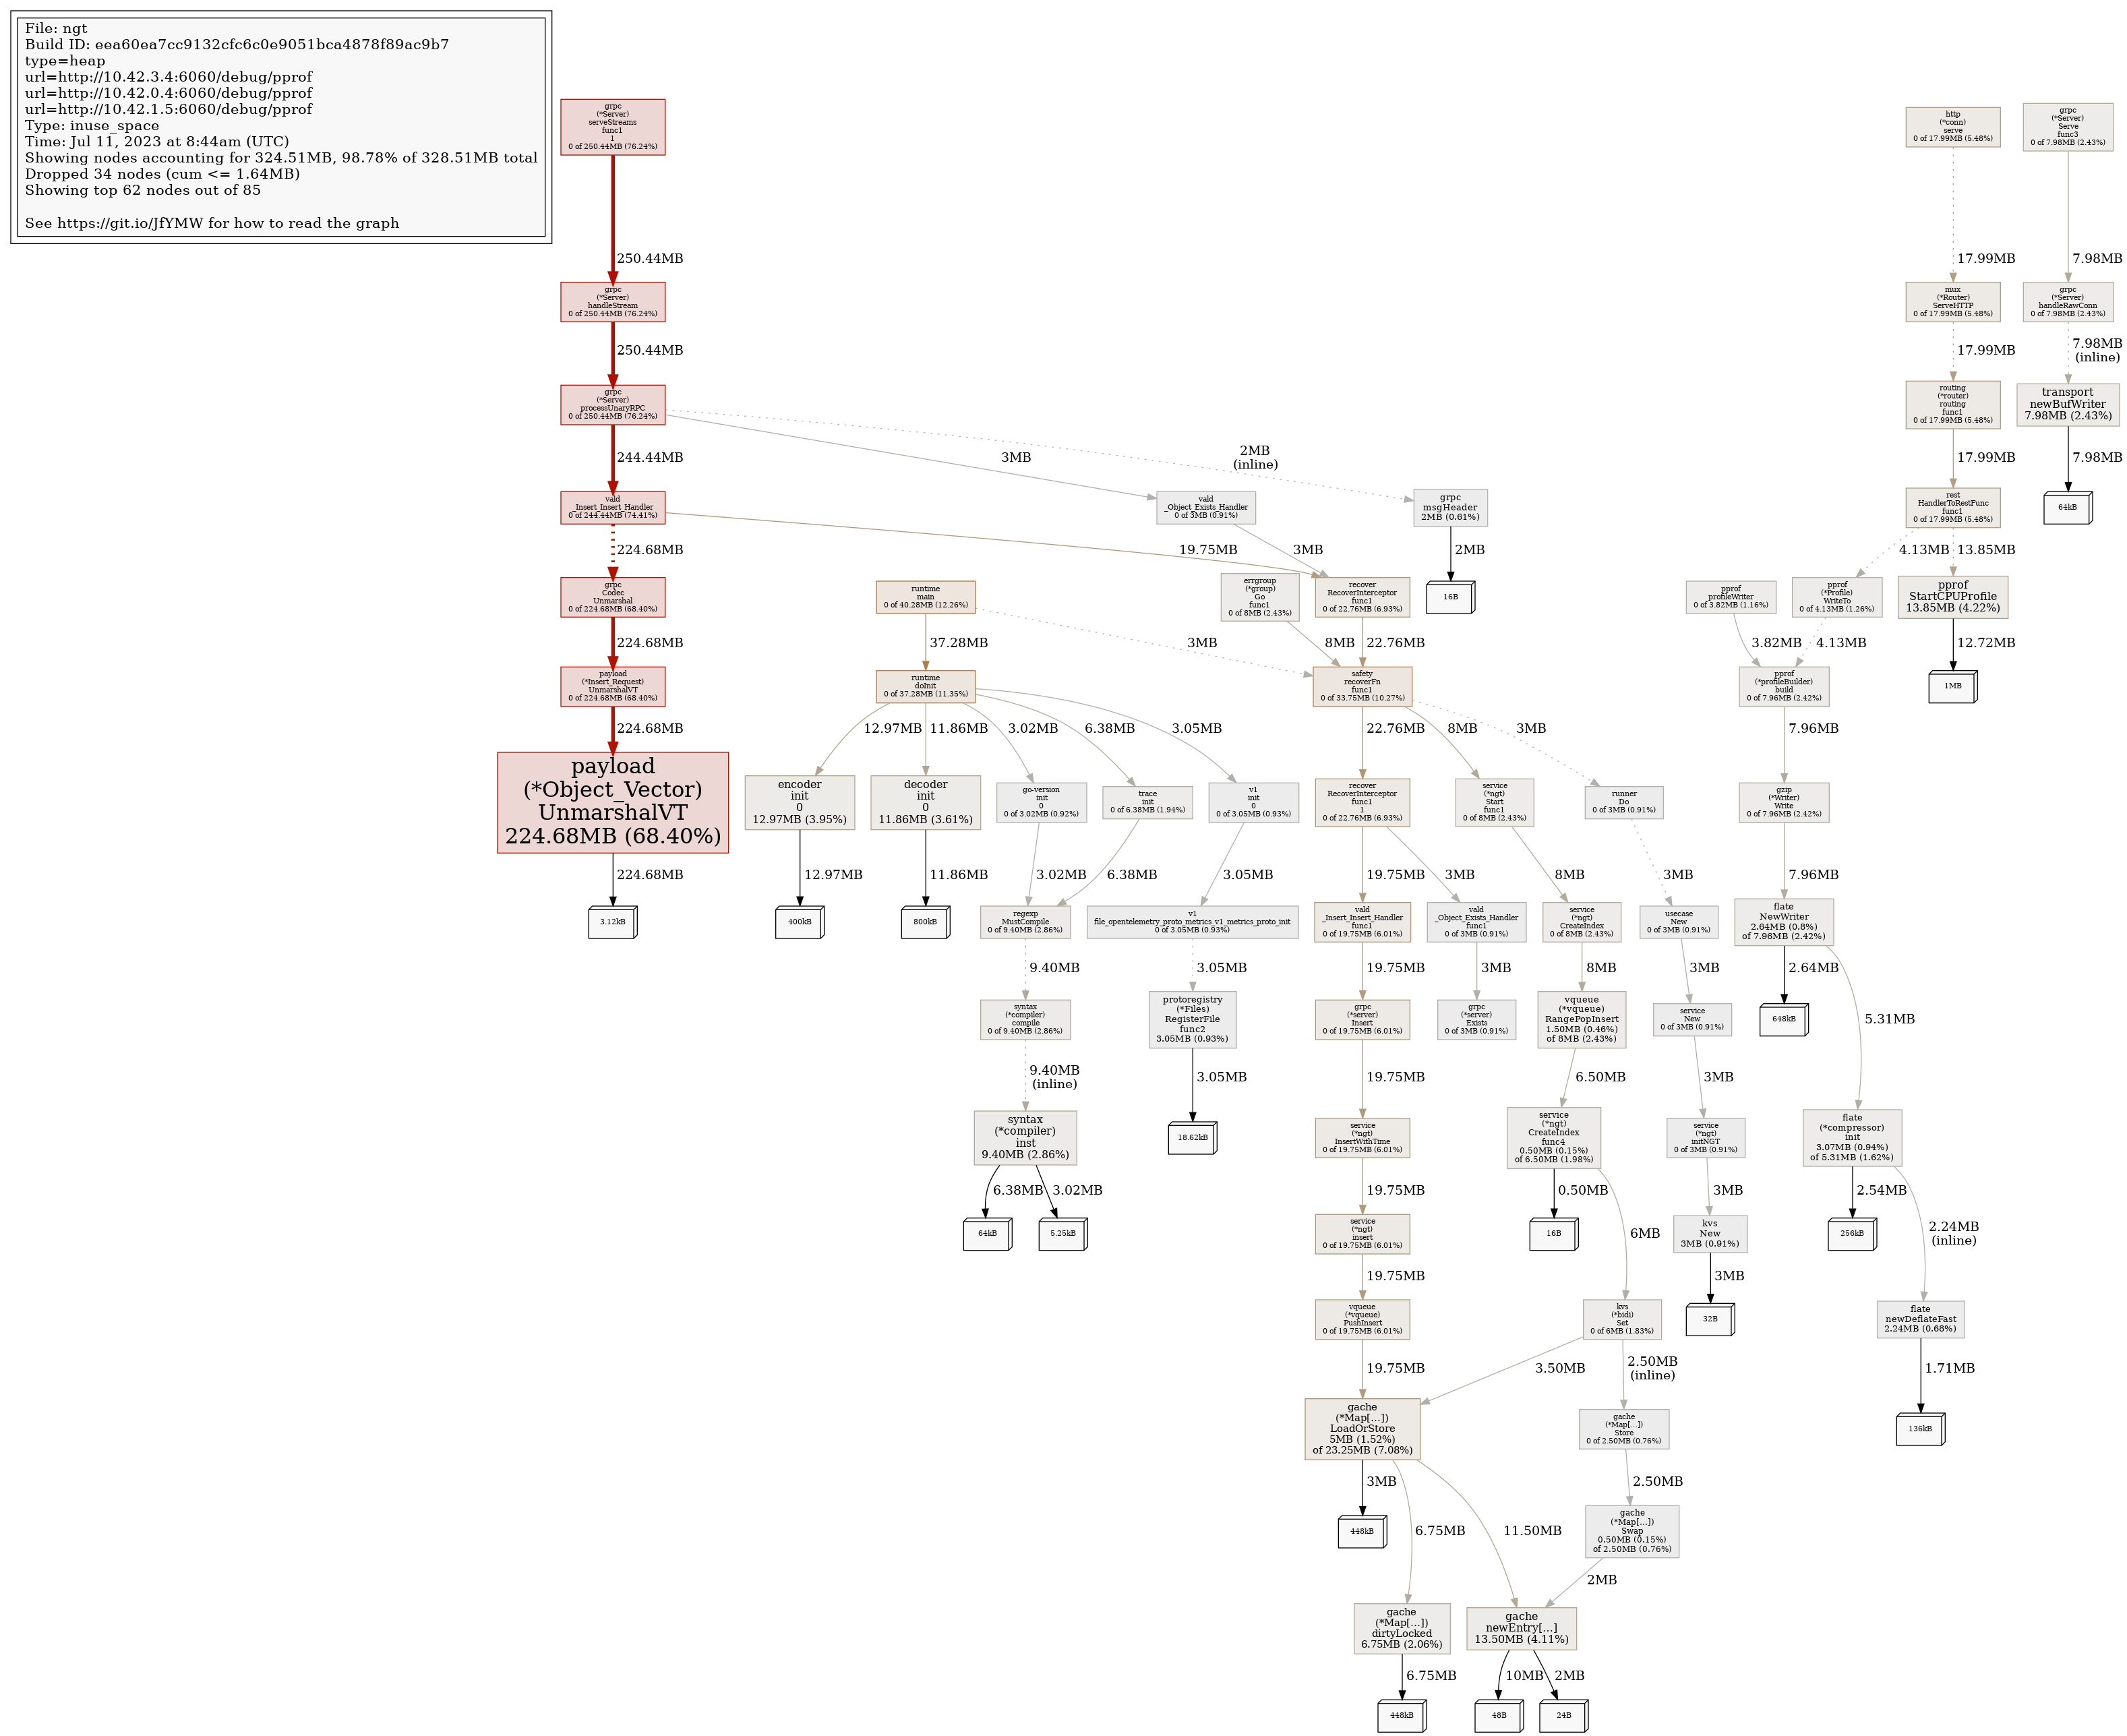 File: ngt
Build ID: eea60ea7cc9132cfc6c0e9051bca4878f89ac9b7
type=heap
url=http://10.42.3.4:6060/debug/pprof
url=http://10.42.0.4:6060/debug/pprof
url=http://10.42.1.5:6060/debug/pprof
Type: inuse_space
Time: Jul 11, 2023 at 8:44am (UTC)
Showing nodes accounting for 324.51MB, 98.78% of 328.51MB total
Dropped 34 nodes (cum <= 1.64MB)
Showing top 62 nodes out of 85
See https://git.io/JfYMW for how to read the graph
grpc
(*Server)
serveStreams
func1
1
0 of 250.44MB (76.24%)
http
(*conn)
serve
0 of 17.99MB (5.48%)
grpc
(*Server)
Serve
func3
0 of 7.98MB (2.43%)
250.44MB
17.99MB
7.98MB
grpc
(*Server)
handleStream
0 of 250.44MB (76.24%)
mux
(*Router)
ServeHTTP
0 of 17.99MB (5.48%)
grpc
(*Server)
handleRawConn
0 of 7.98MB (2.43%)
250.44MB
17.99MB
7.98MB
(inline)
grpc
(*Server)
processUnaryRPC
0 of 250.44MB (76.24%)
routing
(*router)
routing
func1
0 of 17.99MB (5.48%)
transport
newBufWriter
7.98MB (2.43%)
244.44MB
3MB
2MB
(inline)
17.99MB
7.98MB
vald
_Insert_Insert_Handler
0 of 244.44MB (74.41%)
vald
_Object_Exists_Handler
0 of 3MB (0.91%)
grpc
msgHeader
2MB (0.61%)
rest
HandlerToRestFunc
func1
0 of 17.99MB (5.48%)
64kB
224.68MB
19.75MB
3MB
2MB
4.13MB
13.85MB
grpc
Codec
Unmarshal
0 of 224.68MB (68.40%)
runtime
main
0 of 40.28MB (12.26%)
errgroup
(*group)
Go
func1
0 of 8MB (2.43%)
recover
RecoverInterceptor
func1
0 of 22.76MB (6.93%)
16B
pprof
profileWriter
0 of 3.82MB (1.16%)
pprof
(*Profile)
WriteTo
0 of 4.13MB (1.26%)
pprof
StartCPUProfile
13.85MB (4.22%)
224.68MB
37.28MB
3MB
8MB
22.76MB
3.82MB
4.13MB
12.72MB
payload
(*Insert_Request)
UnmarshalVT
0 of 224.68MB (68.40%)
runtime
doInit
0 of 37.28MB (11.35%)
safety
recoverFn
func1
0 of 33.75MB (10.27%)
pprof
(*profileBuilder)
build
0 of 7.96MB (2.42%)
1MB
224.68MB
12.97MB
11.86MB
3.02MB
6.38MB
3.05MB
22.76MB
8MB
3MB
7.96MB
payload
(*Object_Vector)
UnmarshalVT
224.68MB (68.40%)
encoder
init
0
12.97MB (3.95%)
decoder
init
0
11.86MB (3.61%)
go-version
init
0
0 of 3.02MB (0.92%)
trace
init
0 of 6.38MB (1.94%)
v1
init
0
0 of 3.05MB (0.93%)
recover
RecoverInterceptor
func1
1
0 of 22.76MB (6.93%)
service
(*ngt)
Start
func1
0 of 8MB (2.43%)
runner
Do
0 of 3MB (0.91%)
gzip
(*Writer)
Write
0 of 7.96MB (2.42%)
224.68MB
12.97MB
11.86MB
3.02MB
6.38MB
3.05MB
19.75MB
3MB
8MB
3MB
7.96MB
3.12kB
400kB
800kB
regexp
MustCompile
0 of 9.40MB (2.86%)
v1
file_opentelemetry_proto_metrics_v1_metrics_proto_init
0 of 3.05MB (0.93%)
vald
_Insert_Insert_Handler
func1
0 of 19.75MB (6.01%)
vald
_Object_Exists_Handler
func1
0 of 3MB (0.91%)
service
(*ngt)
CreateIndex
0 of 8MB (2.43%)
usecase
New
0 of 3MB (0.91%)
flate
NewWriter
2.64MB (0.8%)
of 7.96MB (2.42%)
9.40MB
3.05MB
19.75MB
3MB
8MB
3MB
2.64MB
5.31MB
syntax
(*compiler)
compile
0 of 9.40MB (2.86%)
protoregistry
(*Files)
RegisterFile
func2
3.05MB (0.93%)
grpc
(*server)
Insert
0 of 19.75MB (6.01%)
grpc
(*server)
Exists
0 of 3MB (0.91%)
vqueue
(*vqueue)
RangePopInsert
1.50MB (0.46%)
of 8MB (2.43%)
service
New
0 of 3MB (0.91%)
648kB
9.40MB
(inline)
3.05MB
19.75MB
6.50MB
3MB
syntax
(*compiler)
inst
9.40MB (2.86%)
18.62kB
service
(*ngt)
InsertWithTime
0 of 19.75MB (6.01%)
service
(*ngt)
CreateIndex
func4
0.50MB (0.15%)
of 6.50MB (1.98%)
service
(*ngt)
initNGT
0 of 3MB (0.91%)
flate
(*compressor)
init
3.07MB (0.94%)
of 5.31MB (1.62%)
6.38MB
3.02MB
19.75MB
0.50MB
6MB
3MB
2.54MB
2.24MB
(inline)
64kB
5.25kB
service
(*ngt)
insert
0 of 19.75MB (6.01%)
16B
kvs
New
3MB (0.91%)
256kB
19.75MB
3MB
vqueue
(*vqueue)
PushInsert
0 of 19.75MB (6.01%)
kvs
(*bidi)
Set
0 of 6MB (1.83%)
32B
flate
newDeflateFast
2.24MB (0.68%)
19.75MB
3.50MB
2.50MB
(inline)
1.71MB
gache
(*Map[...])
LoadOrStore
5MB (1.52%)
of 23.25MB (7.08%)
gache
(*Map[...])
Store
0 of 2.50MB (0.76%)
136kB
3MB
6.75MB
11.50MB
2.50MB
448kB
gache
(*Map[...])
Swap
0.50MB (0.15%)
of 2.50MB (0.76%)
2MB
gache
(*Map[...])
dirtyLocked
6.75MB (2.06%)
gache
newEntry[...]
13.50MB (4.11%)
6.75MB
10MB
2MB
448kB
48B
24B